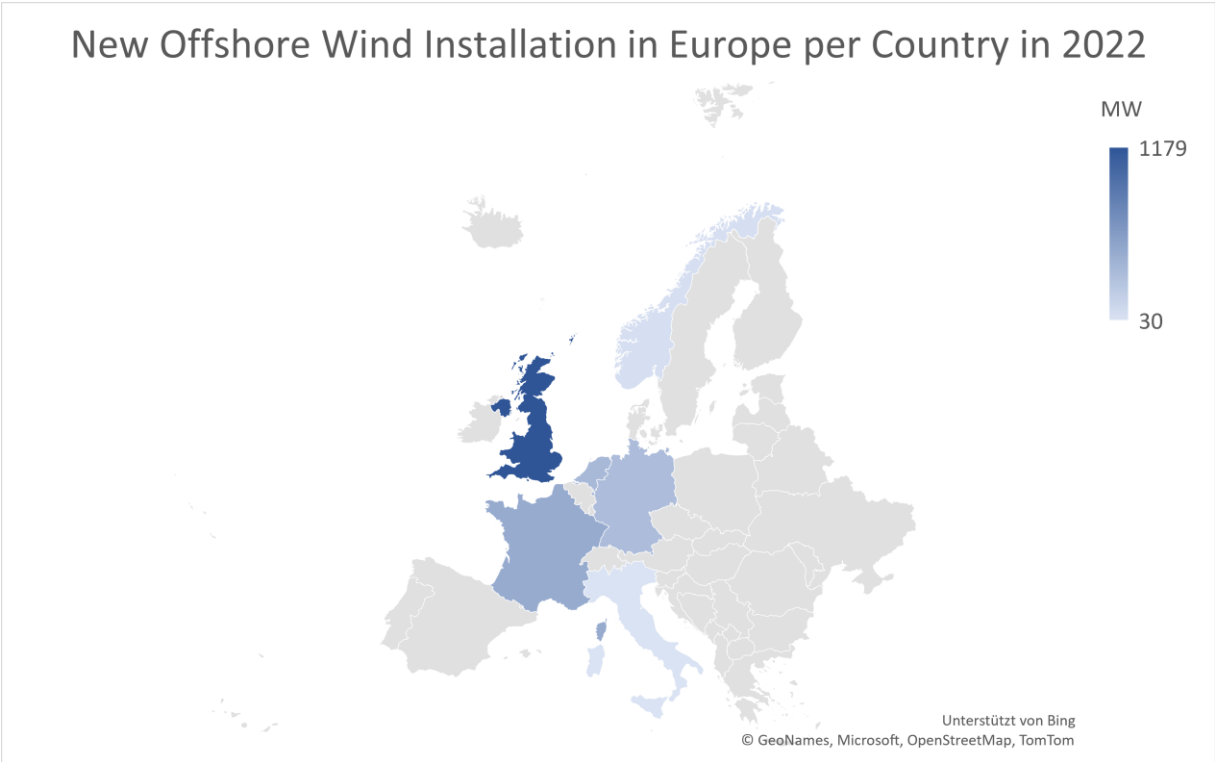 New Offshore Wind Installation in Europe per Country in 2022
MW
1179
30
Unterstützt von Bing
© GeoNames, Microsoft, OpenStreetMap, TomTom